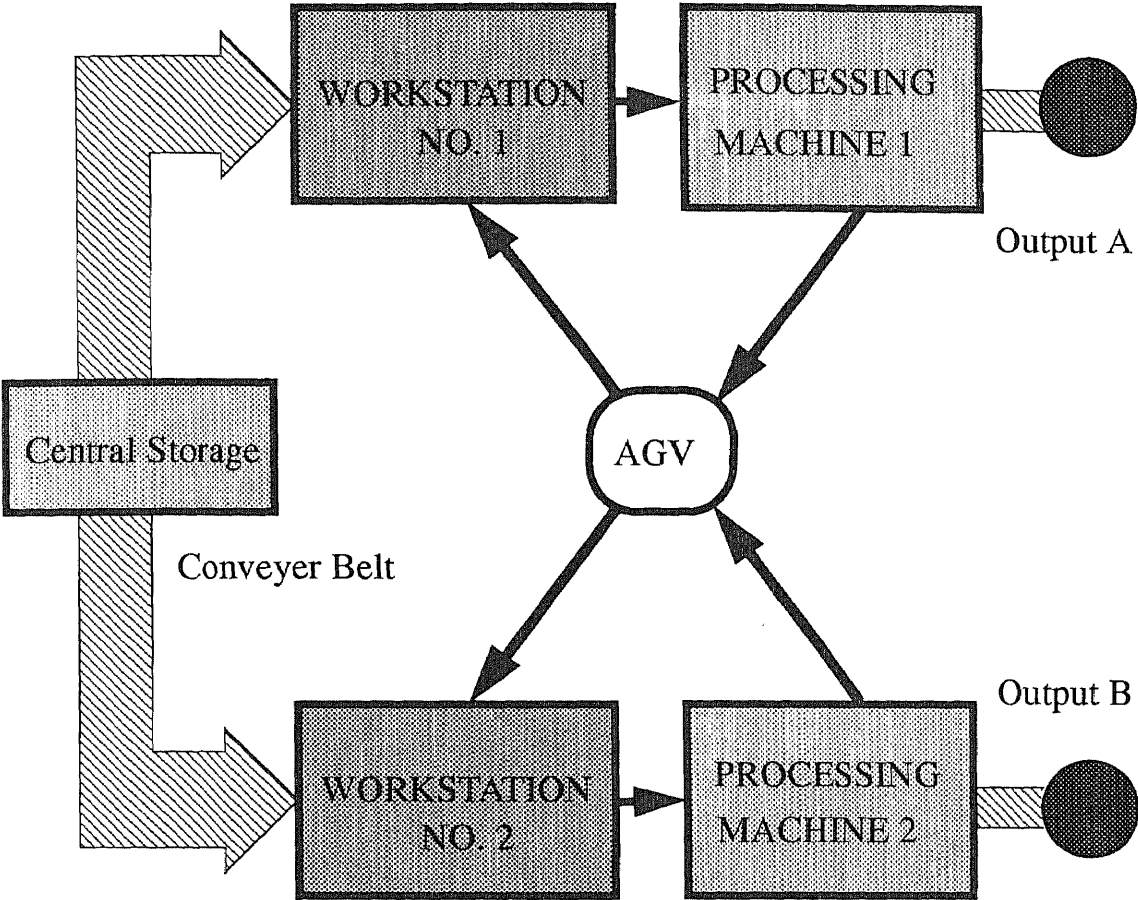 WORKSTATION
NO. 1
PROCESSING
MACHINE 1
Output A
Central Storage
AGV
Conveyer Belt
Output B
WORKSTATION
NO. 2
PROCESSING
MACHINE 2